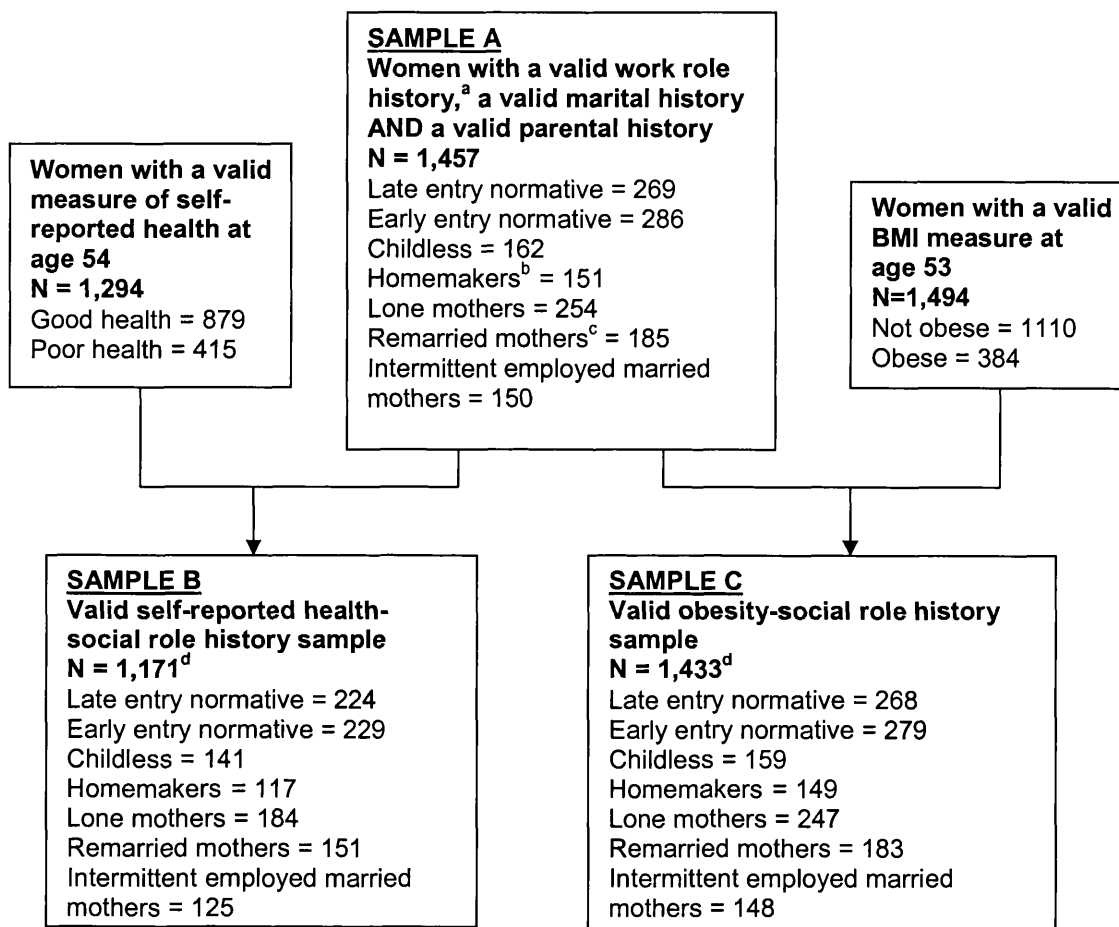 SAMPLE A
Women with a valid work role
history,a a valid marital history
AND a valid parental history
N = 1,457
Late entry normative = 269
Early entry normative = 286
Childless = 162
Homemakersb = 151
Lone mothers = 254
Remarried mothersc = 185
Intermittent employed married
mothers = 150
Women with a valid
measure of self-
reported health at
age 54
N = 1,294
Good health = 879
Poor health = 415
Women with a valid
BMI measure at
age 53
N=1,494
Not obese = 1110
Obese = 384
SAMPLE B
Valid self-reported health-
social role history sample
N = 1,171d
Late entry normative = 224
Early entry normative = 229
Childless = 141
Homemakers = 117
Lone mothers = 184
Remarried mothers = 151
Intermittent employed married
mothers = 125
SAMPLE C
Valid obesity-social role history
sample
N = 1,433d
Late entry normative = 268
Early entry normative = 279
Childless = 159
Homemakers = 149
Lone mothers = 247
Remarried mothers = 183
Intermittent employed married
mothers = 148